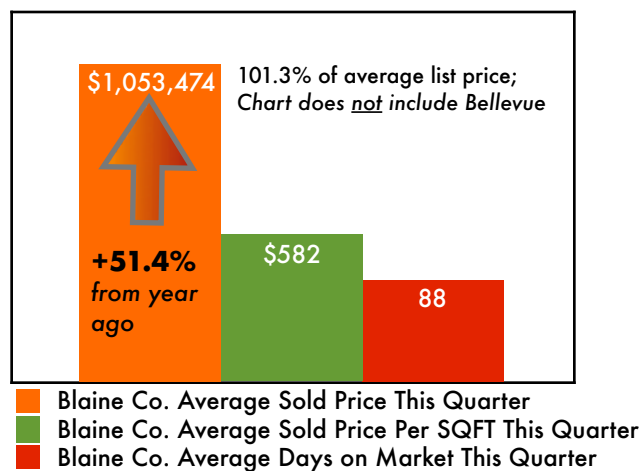 $1,053,474
101.3% of average list price;
Chart does not include Bellevue
+51.4%
from year
ago
$582
88
Blaine Co. Average Sold Price This Quarter
Blaine Co. Average Sold Price Per SQFT This Quarter
Blaine Co. Average Days on Market This Quarter